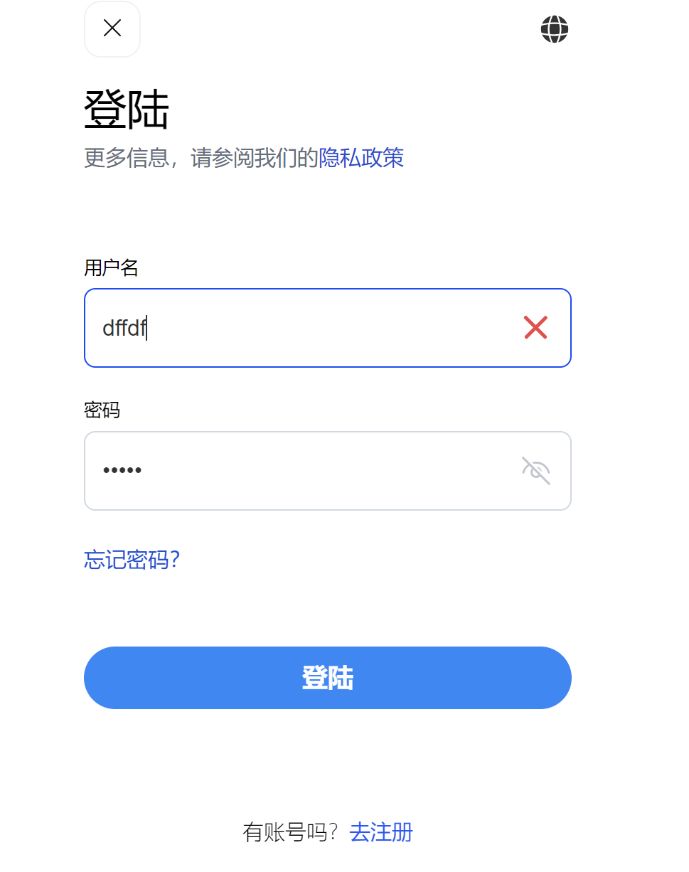 登陆
更多信息，请参阅我们的隐私政策
用户名
dffdf
密码
•••••
忘记密码?
登陆
有账号吗? 去注册